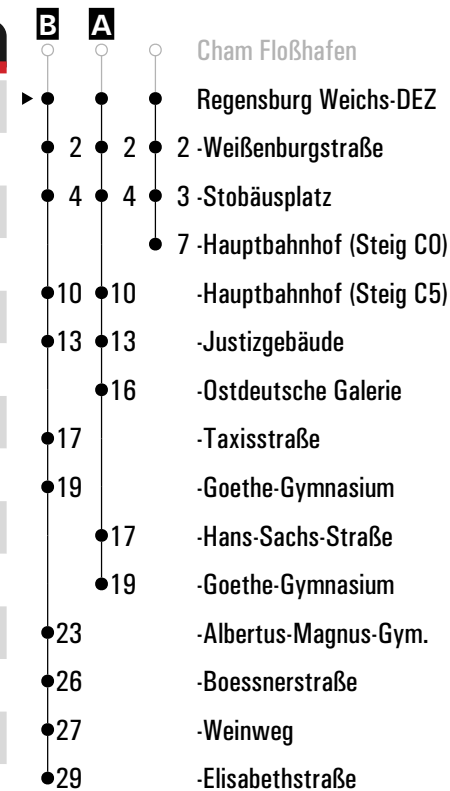 B A
Cham Floßhafen
Regensburg Weichs-DEZ
2 2 2 -Weißenburgstraße
4 4 3 -Stobäusplatz
7 -Hauptbahnhof (Steig C0)
10 10 -Hauptbahnhof (Steig C5)
13 13 -Justizgebäude
16 -Ostdeutsche Galerie
17 -Taxisstraße
19 -Goethe-Gymnasium
17 -Hans-Sachs-Straße
19 -Goethe-Gymnasium
23 -Albertus-Magnus-Gym.
26 -Boessnerstraße
27 -Weinweg
29 -Elisabethstraße